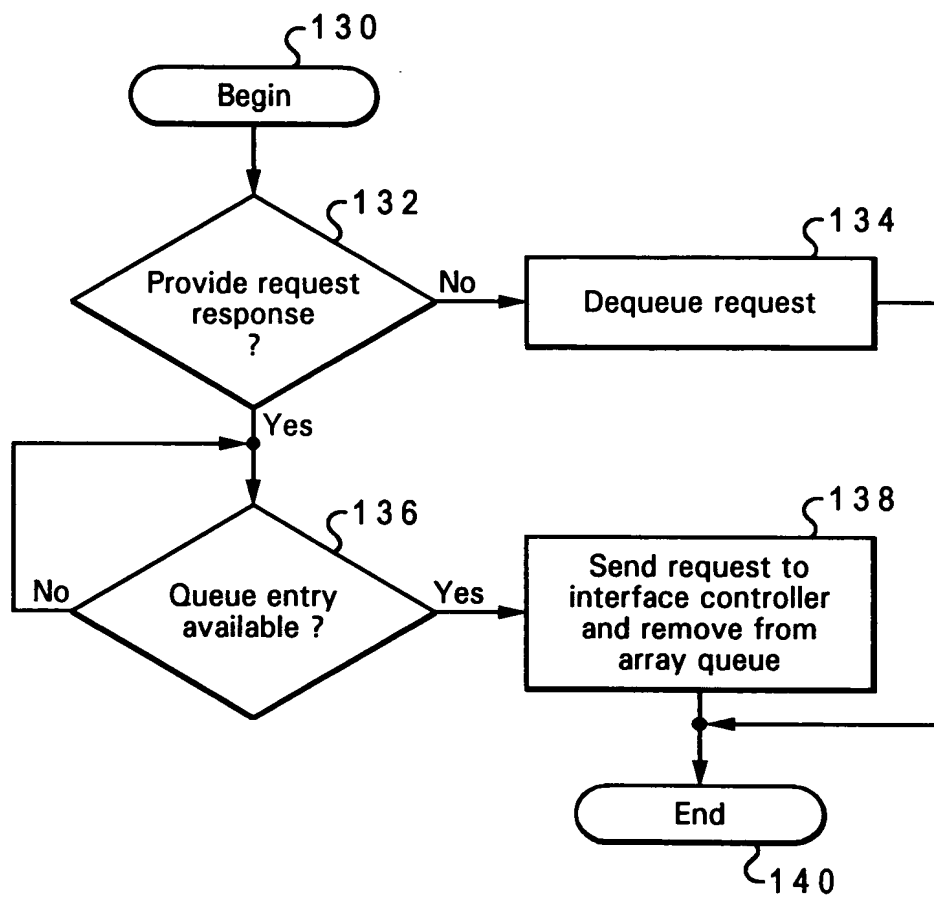 130
Begin
132
Provide request
response
?
No
134
Dequeue request
Yes
136
Queue entry
available ?
No
Yes
138
Send request to
interface controller
and remove from
array queue
End
140